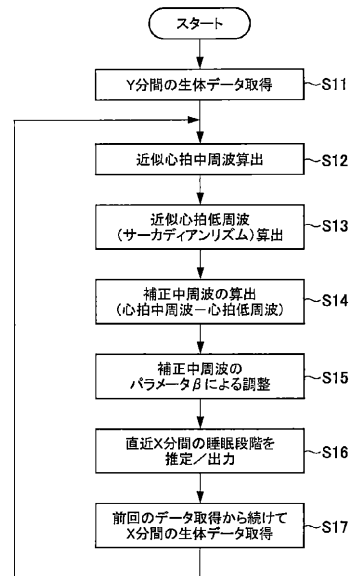 スタート
Y分間の生体データ取得 S11
近似心拍中周波算出 S12
近似心拍低周波
(サーカディアンリズム)算出 S13
補正中周波の算出
(心拍中周波－心拍低周波) S14
補正中周波の
パラメータβによる調整 S15
直近X分間の睡眠段階を
推定／出力 S16
前回のデータ取得から続けて
X分間の生体データ取得 S17